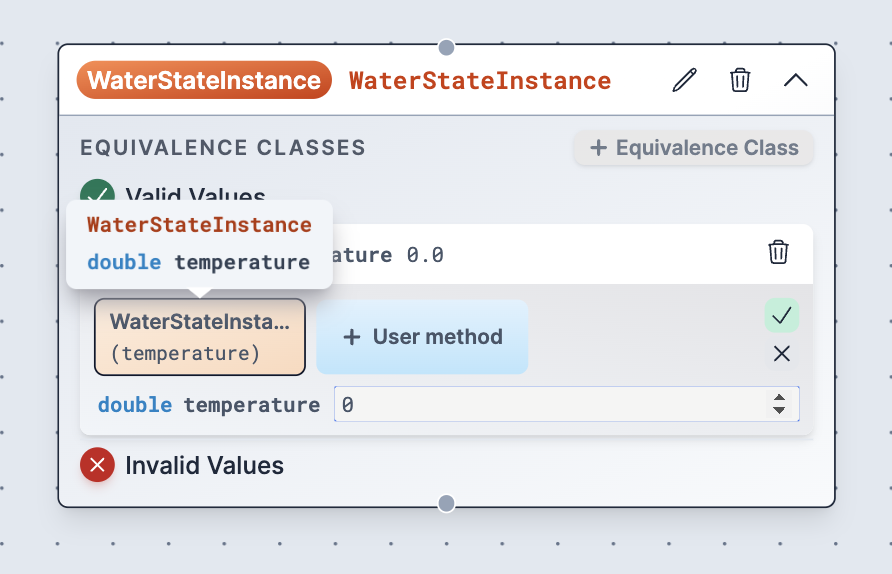 WaterStateInstance WaterStateInstance
EQUIVALENCE CLASSES
+ Equivalence Class
Valid Values
WaterStateInstance
double temperature
ature 0.0
WaterStateInsta...
(temperature)
+ User method
double temperature 0
Invalid Values